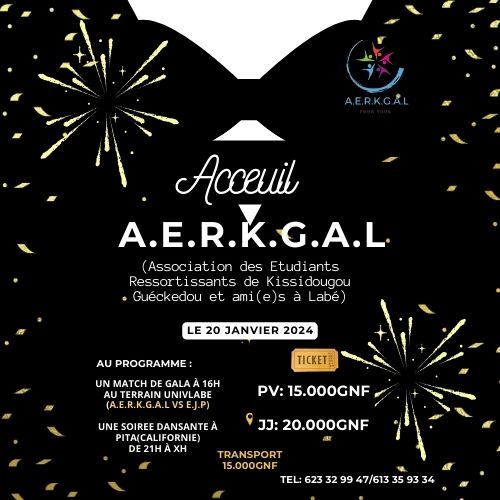 A.E.R.K.G.A.L
POUR TOUS
Acceuil
A.E.R.K.G.A.L
(Association des Etudiants
Ressortissants de Kissidougou
Guéckedou et ami(e)s à Labé)
LE 20 JANVIER 2024
AU PROGRAMME :
UN MATCH DE GALA À 16H
AU TERRAIN UNIVLABE
(A.E.R.K.G.A.L VS E.J.P)
UNE SOIREE DANSANTE À
PITA(CALIFORNIE)
DE 21H À XH
TICKET
PV: 15.000GNF
JJ: 20.000GNF
TRANSPORT
15.000GNF
TEL: 623 32 99 47/613 35 93 34